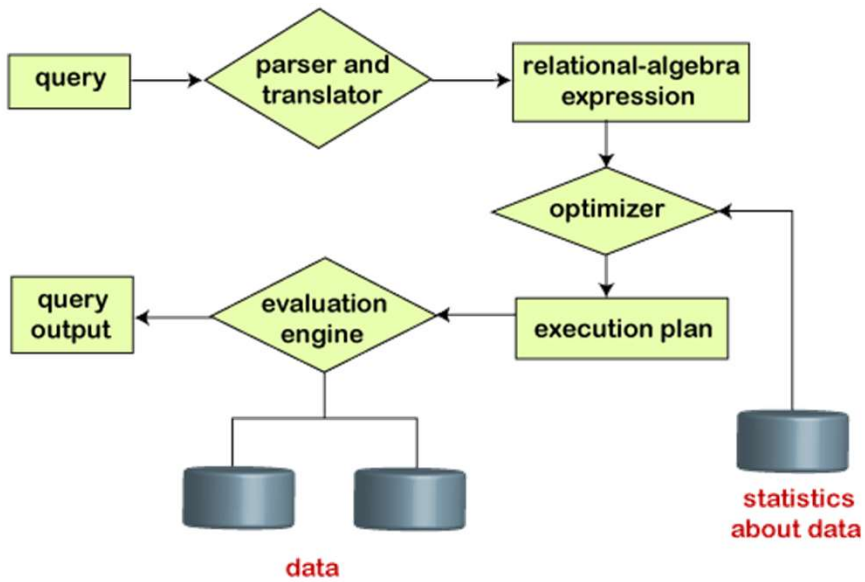 query
parser and
translator
relational-algebra
expression
optimizer
query
output
evaluation
engine
execution plan
statistics
about data
data